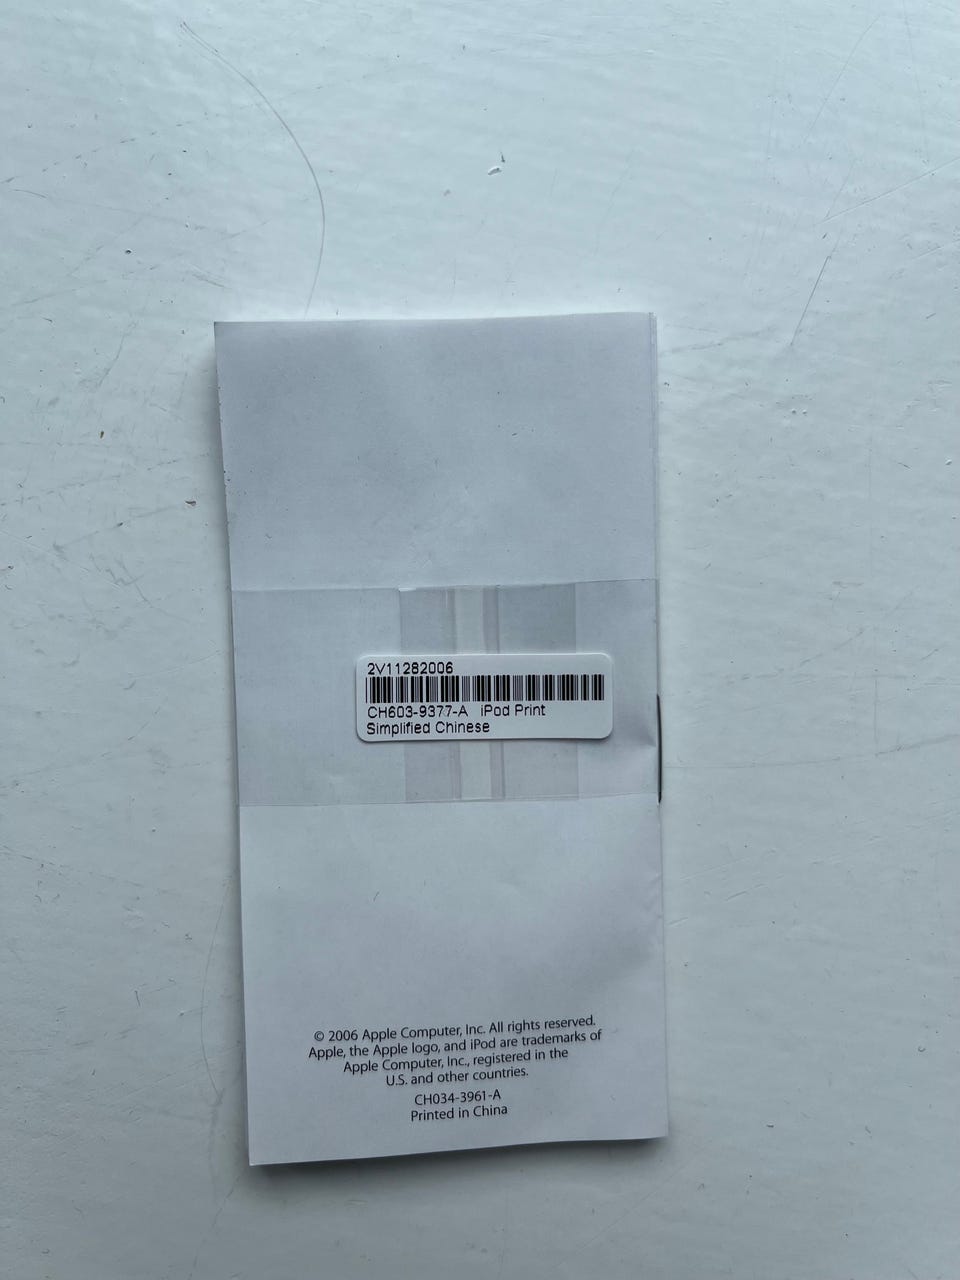 2V11282006
CH603-9377-A iPod Print
Simplified Chinese
© 2006 Apple Computer, Inc. All rights reserved.
Apple, the Apple logo, and iPod are trademarks of
Apple Computer, Inc., registered in the
U.S. and other countries.
CH034-3961-A
Printed in China